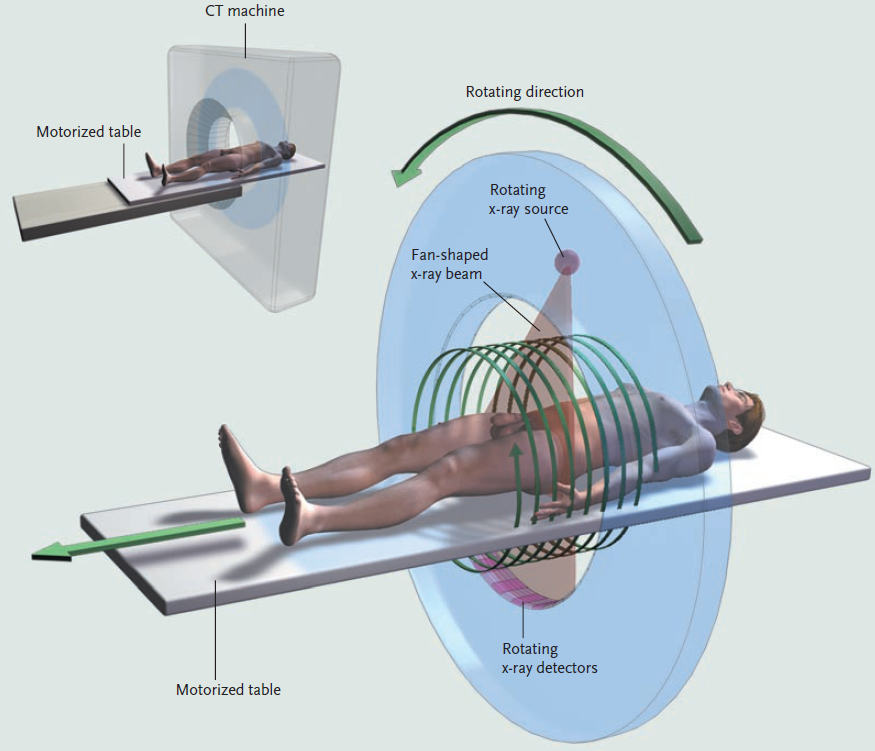 CT machine
Motorized table
Rotating direction
Rotating
x-ray source
Fan-shaped
x-ray beam
Rotating
x-ray detectors
Motorized table